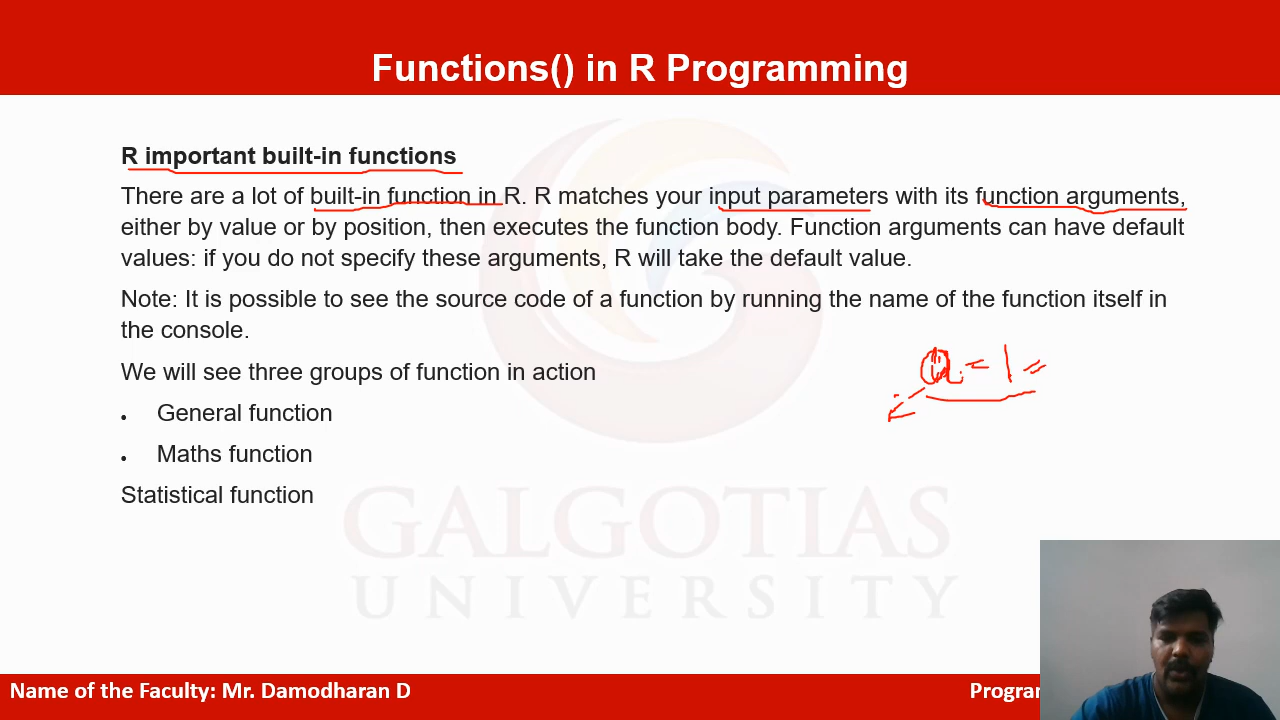 Functions() in R Programming
R important built-in functions
There are a lot of built-in function in R. R matches your input parameters with its function arguments,
either by value or by position, then executes the function body. Function arguments can have default
values: if you do not specify these arguments, R will take the default value.
Note: It is possible to see the source code of a function by running the name of the function itself in
the console.
We will see three groups of function in action
• General function
• Maths function
a = 1
Statistical function
GALGOTIAS
UNIVERSITY
Name of the Faculty: Mr. Damodharan D